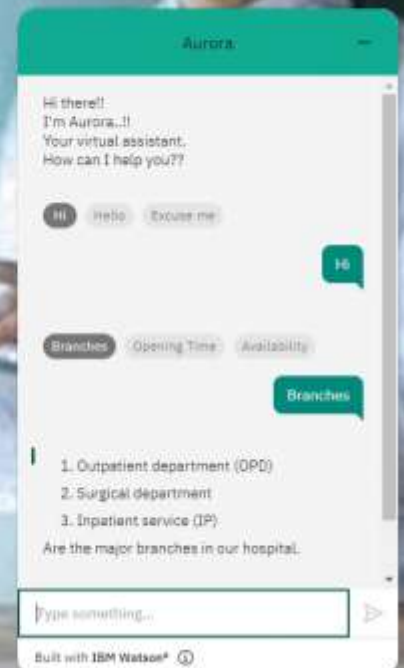 Aurora
Hi there!!
I'm Aurora..!!
Your virtual assistant.
How can I help you??
Hi Hello Excuse me
Hi
Branches Opening Time Availability
Branches
1. Outpatient department (OPD)
2. Surgical department
3. Inpatient service (IP)
Are the major branches in our hospital.
Type something...
Built with IBM Watson®